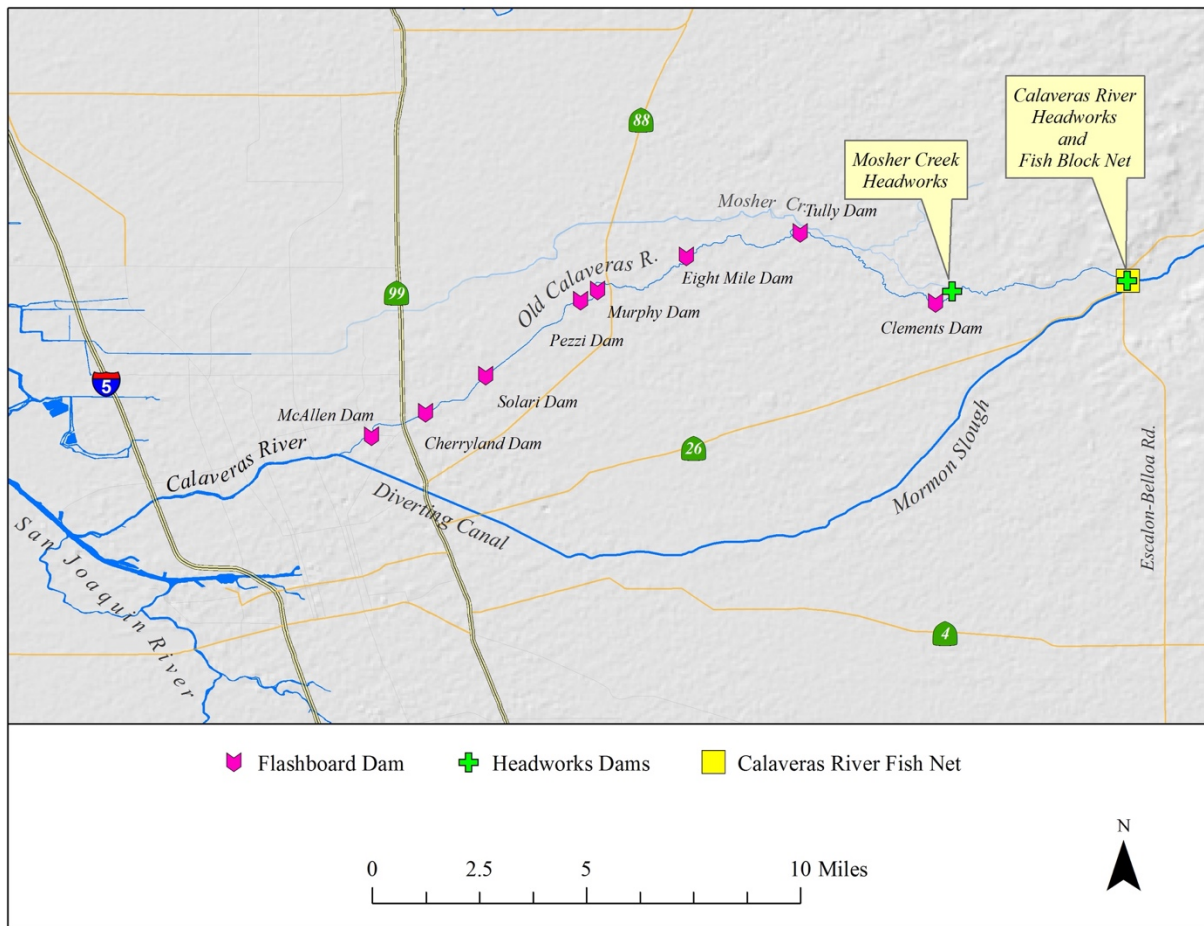 Calaveras River
Headworks
and
Fish Block Net
88
Mosher Creek
Headworks
Mosher Cr.
Tully Dam
Old Calaveras R.
Eight Mile Dam
99
Murphy Dam
Clements Dam
Pezzi Dam
5
Solari Dam
McAllen Dam
Cherryland Dam
26
Calaveras River
Mormon Slough
Escalon-Belloa Rd.
Diverting Canal
San Joaquin River
4
Flashboard Dam
Headworks Dams
Calaveras River Fish Net
N
0 2.5 5 10 Miles